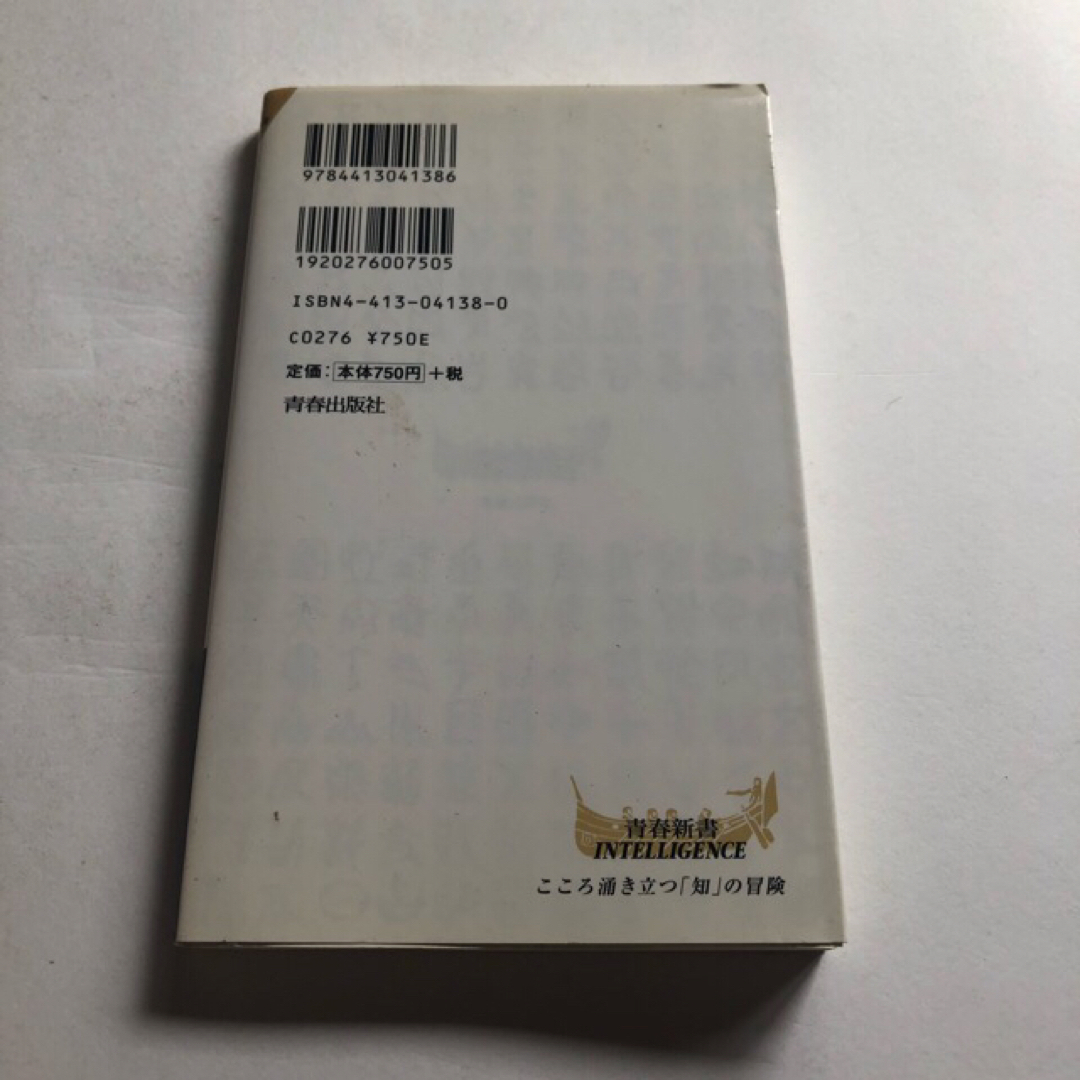 9784413041386
1920276007505
ISBN4-413-04138-0
C0276 ¥750E
定価:本体750円+税
青春出版社
青春新書
INTELLIGENCE
こころ涌き立つ「知」の冒険